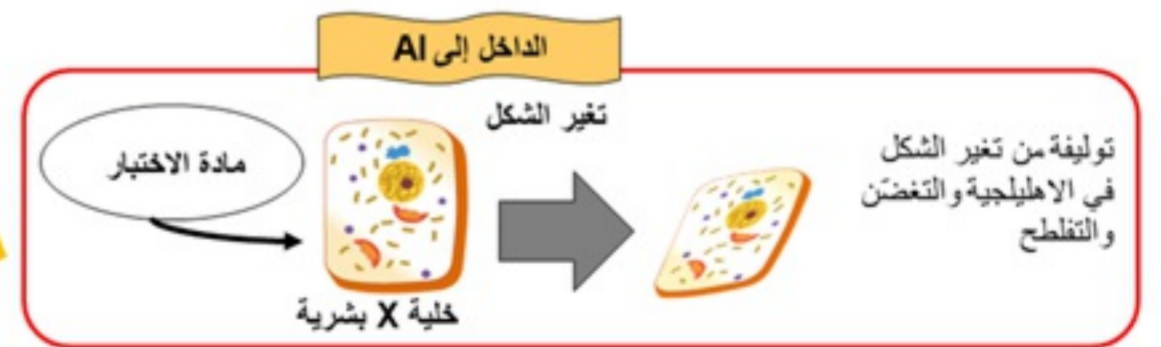 الداخل إلى AI
تغير الشكل
مادة الاختبار
خلية X بشرية
توليفة من تغير الشكل
في الاهليلجية والتغضّن
والتفلطح